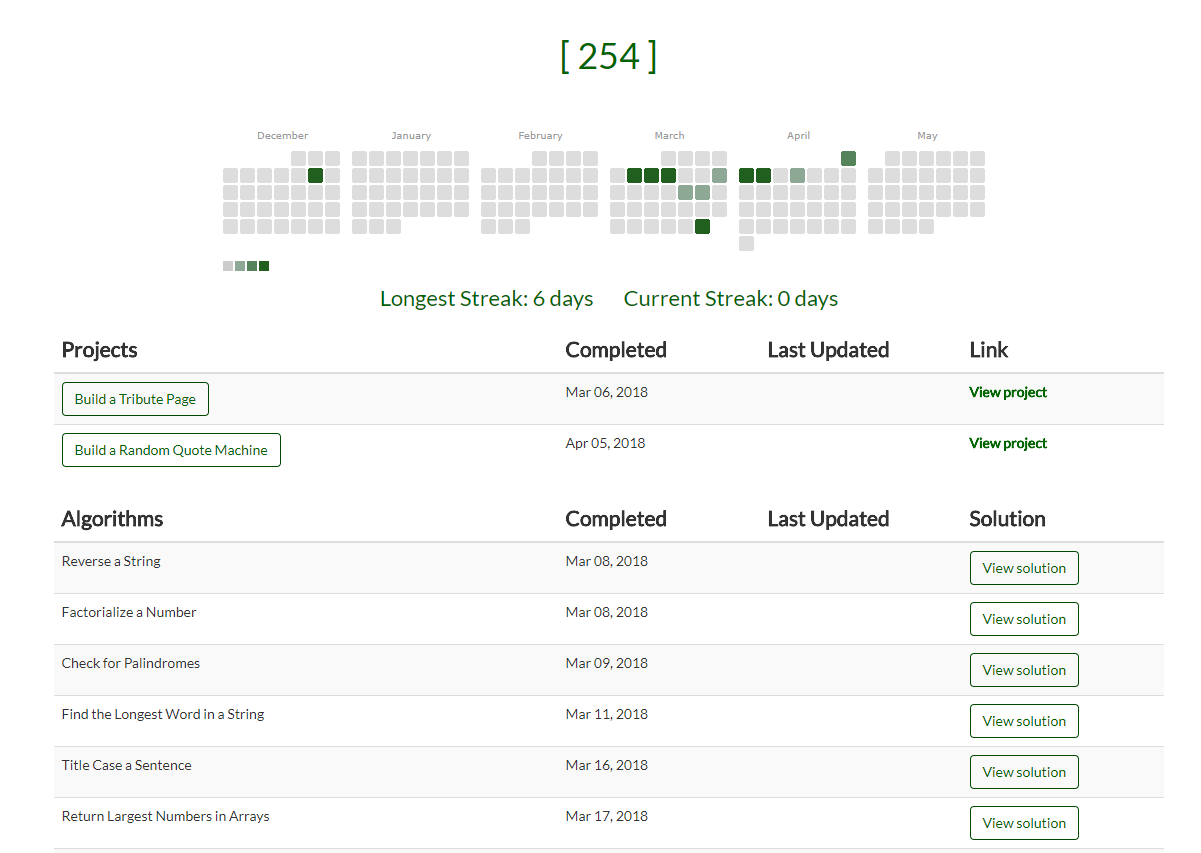 [ 254 ]
December January February March April May
Longest Streak: 6 days Current Streak: 0 days
Projects Completed Last Updated Link
Build a Tribute Page Mar 06, 2018 View project
Build a Random Quote Machine Apr 05, 2018 View project
Algorithms Completed Last Updated Solution
Reverse a String Mar 08, 2018 View solution
Factorialize a Number Mar 08, 2018 View solution
Check for Palindromes Mar 09, 2018 View solution
Find the Longest Word in a String Mar 11, 2018 View solution
Title Case a Sentence Mar 16, 2018 View solution
Return Largest Numbers in Arrays Mar 17, 2018 View solution